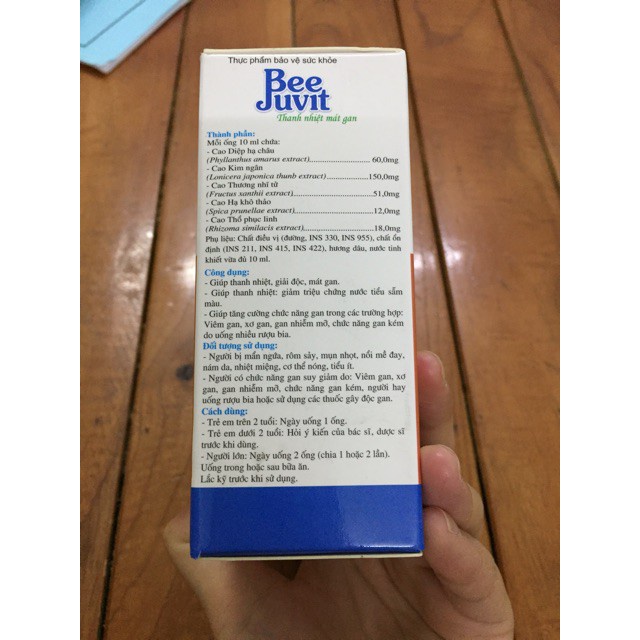 Thực phẩm bảo vệ sức khỏe
Bee
Juvit
Thanh nhiệt mát gan
Thành phần:
Mỗi ống 10 ml chứa:
- Cao Diệp hạ châu
(Phyllanthus amarus extract)........................ 60,0mg
- Cao Kim ngân
(Lonicera japonica thunb extract)................150,0mg
- Cao Thương nhĩ tử
(Fructus xanthii extract)..............................51,0mg
- Cao Hạ khô thảo
(Spica prunellae extract)..............................12,0mg
- Cao Thổ phục linh
(Rhizoma similacis extract)..........................18,0mg
Phụ liệu: Chất điều vị (đường, INS 330, INS 955), chất ổn
định (INS 211, INS 415, INS 422), hương dâu, nước tinh
khiết vừa đủ 10 ml.
Công dụng:
- Giúp thanh nhiệt, giải độc, mát gan.
- Giúp thanh nhiệt: giảm triệu chứng nước tiểu sẫm
màu.
- Giúp tăng cường chức năng gan trong các trường hợp:
Viêm gan, xơ gan, gan nhiễm mỡ, chức năng gan kém
do uống nhiều rượu bia.
Đối tượng sử dụng:
- Người bị mẩn ngứa, rôm sảy, mụn nhọt, nổi mề đay,
nám da, nhiệt miệng, cơ thể nóng, tiểu ít.
- Người có chức năng gan suy giảm do: Viêm gan, xơ
gan, gan nhiễm mỡ, chức năng gan kém, người hay
uống rượu bia hoặc sử dụng các thuốc gây độc gan.
Cách dùng:
- Trẻ em trên 2 tuổi: Ngày uống 1 ống.
- Trẻ em dưới 2 tuổi: Hỏi ý kiến của bác sĩ, dược sĩ
trước khi dùng.
- Người lớn: Ngày uống 2 ống (chia 1 hoặc 2 lần).
Uống trong hoặc sau bữa ăn.
Lắc kỹ trước khi sử dụng.